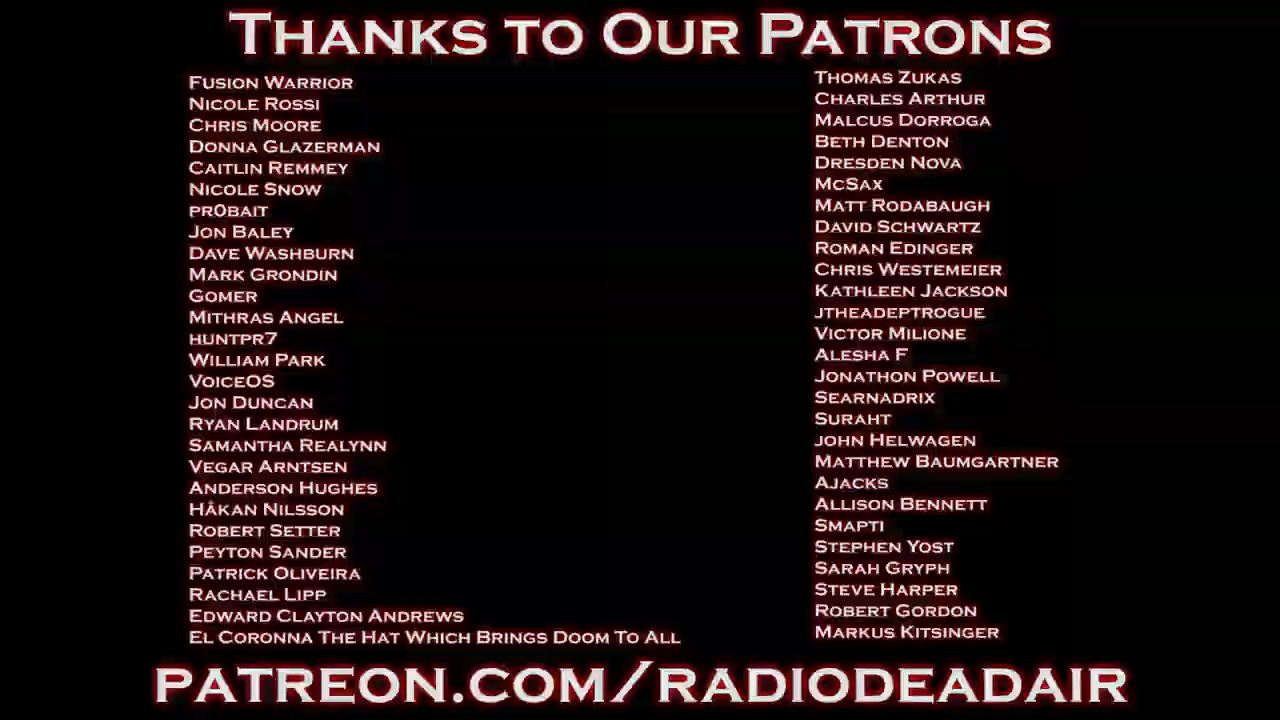 Thanks to Our Patrons
Fusion Warrior
Nicole Rossi
Chris Moore
Donna Glazerman
Caitlin Remmey
Nicole Snow
pr0bait
Jon Baley
Dave Washburn
Mark Grondin
Gomer
Mithras Angel
huntpr7
William Park
VoiceOS
Jon Duncan
Ryan Landrum
Samantha Realynn
Vegar Arntsen
Anderson Hughes
Håkan Nilsson
Robert Setter
Peyton Sander
Patrick Oliveira
Rachael Lipp
Edward Clayton Andrews
El Coronna The Hat Which Brings Doom To All
Thomas Zukas
Charles Arthur
Malcus Dorroga
Beth Denton
Dresden Nova
McSax
Matt Rodabaugh
David Schwartz
Roman Edinger
Chris Westemeier
Kathleen Jackson
jtheadeptrogue
Victor Milione
Alesha F
Jonathon Powell
Searnadrix
Suraht
John Helwagen
Matthew Baumgartner
Ajacks
Allison Bennett
Smapti
Stephen Yost
Sarah Gryph
Steve Harper
Robert Gordon
Markus Kitsinger
patreon.com/radiodeadair